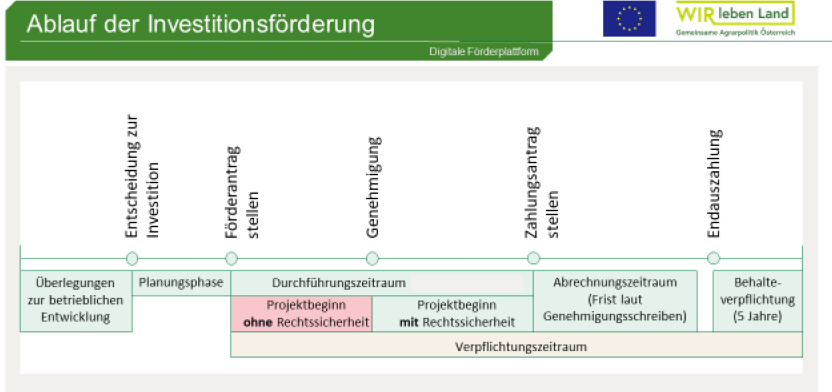 Ablauf der Investitionsförderung
Digitale Förderplattform
WIR leben Land
Gemeinsame Agrarpolitik Österreich
Entscheidung zur
Investition
Förderantrag
stellen
Genehmigung
Zahlungsantrag
stellen
Endauszahlung
Überlegungen
zur betrieblichen
Entwicklung
Planungsphase
Durchführungszeitraum
Projektbeginn
ohne Rechtssicherheit
Projektbeginn
mit Rechtssicherheit
Abrechnungszeitraum
(Frist laut
Genehmigungsschreiben)
Behalte-
verpflichtung
(5 Jahre)
Verpflichtungszeitraum